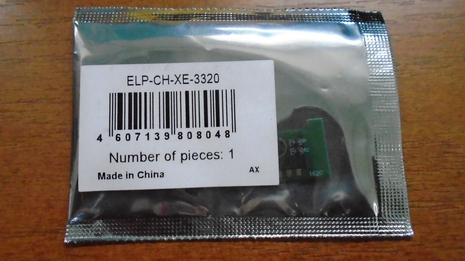 ELP-CH-XE-3320
4 607139 808048
Number of pieces: 1
Made in China
AX